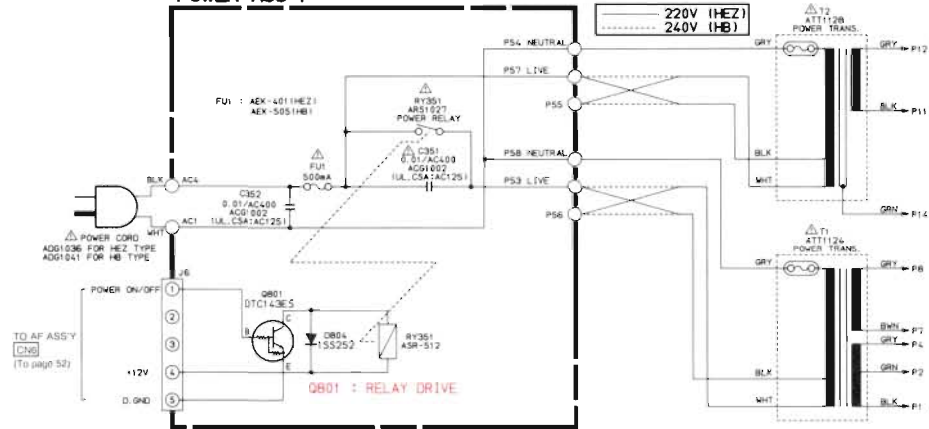 POWER ASS'Y
220V (HEZ)
240V (HB)
T2
ATT1128
POWER TRANS.
P54 NEUTRAL
GRY
GRY
P12
P57 LIVE
FU1 : AEK-401(HEZ)
AEK-505(HB)
RY351
ARS1027
POWER RELAY
P55
BLK
P11
C351
0.01/AC400
ACG1002
(UL,CSA:AC125)
P58 NEUTRAL
BLK
FU1
500mA
BLK
AC4
P53 LIVE
WHT
C352
0.01/AC400
ACG1002
(UL,CSA:AC125)
P56
GRN
P14
AC1
WHT
POWER CORD
ADG1036 FOR HEZ TYPE
ADG1041 FOR HB TYPE
T1
ATT1124
POWER TRANS.
J6
GRY
GRY
P8
POWER ON/OFF
1
Q801
DTC143ES
C
2
B
D804
1SS252
RY351
ASR-512
BWN
P7
TO AF ASS'Y
CN6
(To page 52)
3
GRY
P4
E
+12V
4
BLK
GRN
P2
Q801 : RELAY DRIVE
D.GND
5
WHT
BLK
P1